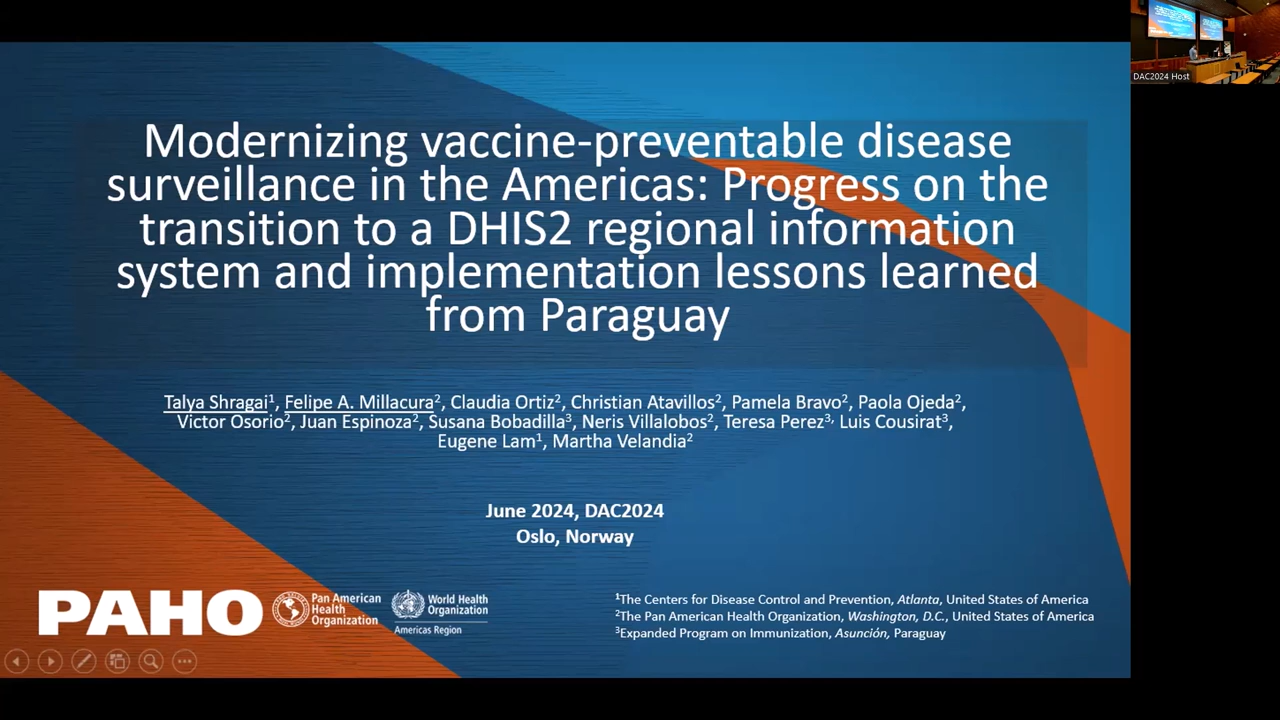 DAC2024 Host
Modernizing vaccine-preventable disease
surveillance in the Americas: Progress on the
transition to a DHIS2 regional information
system and implementation lessons learned
from Paraguay
Talya Shragai¹, Felipe A. Millacura², Claudia Ortiz², Christian Atavillos², Pamela Bravo², Paola Ojeda²,
Victor Osorio², Juan Espinoza², Susana Bobadilla³, Neris Villalobos², Teresa Perez³˒ Luis Cousirat³,
Eugene Lam¹, Martha Velandia²
June 2024, DAC2024
Oslo, Norway
PAHO
Pan American
Health
Organization
World Health
Organization
Americas Region
¹The Centers for Disease Control and Prevention, Atlanta, United States of America
²The Pan American Health Organization, Washington, D.C., United States of America
³Expanded Program on Immunization, Asunción, Paraguay